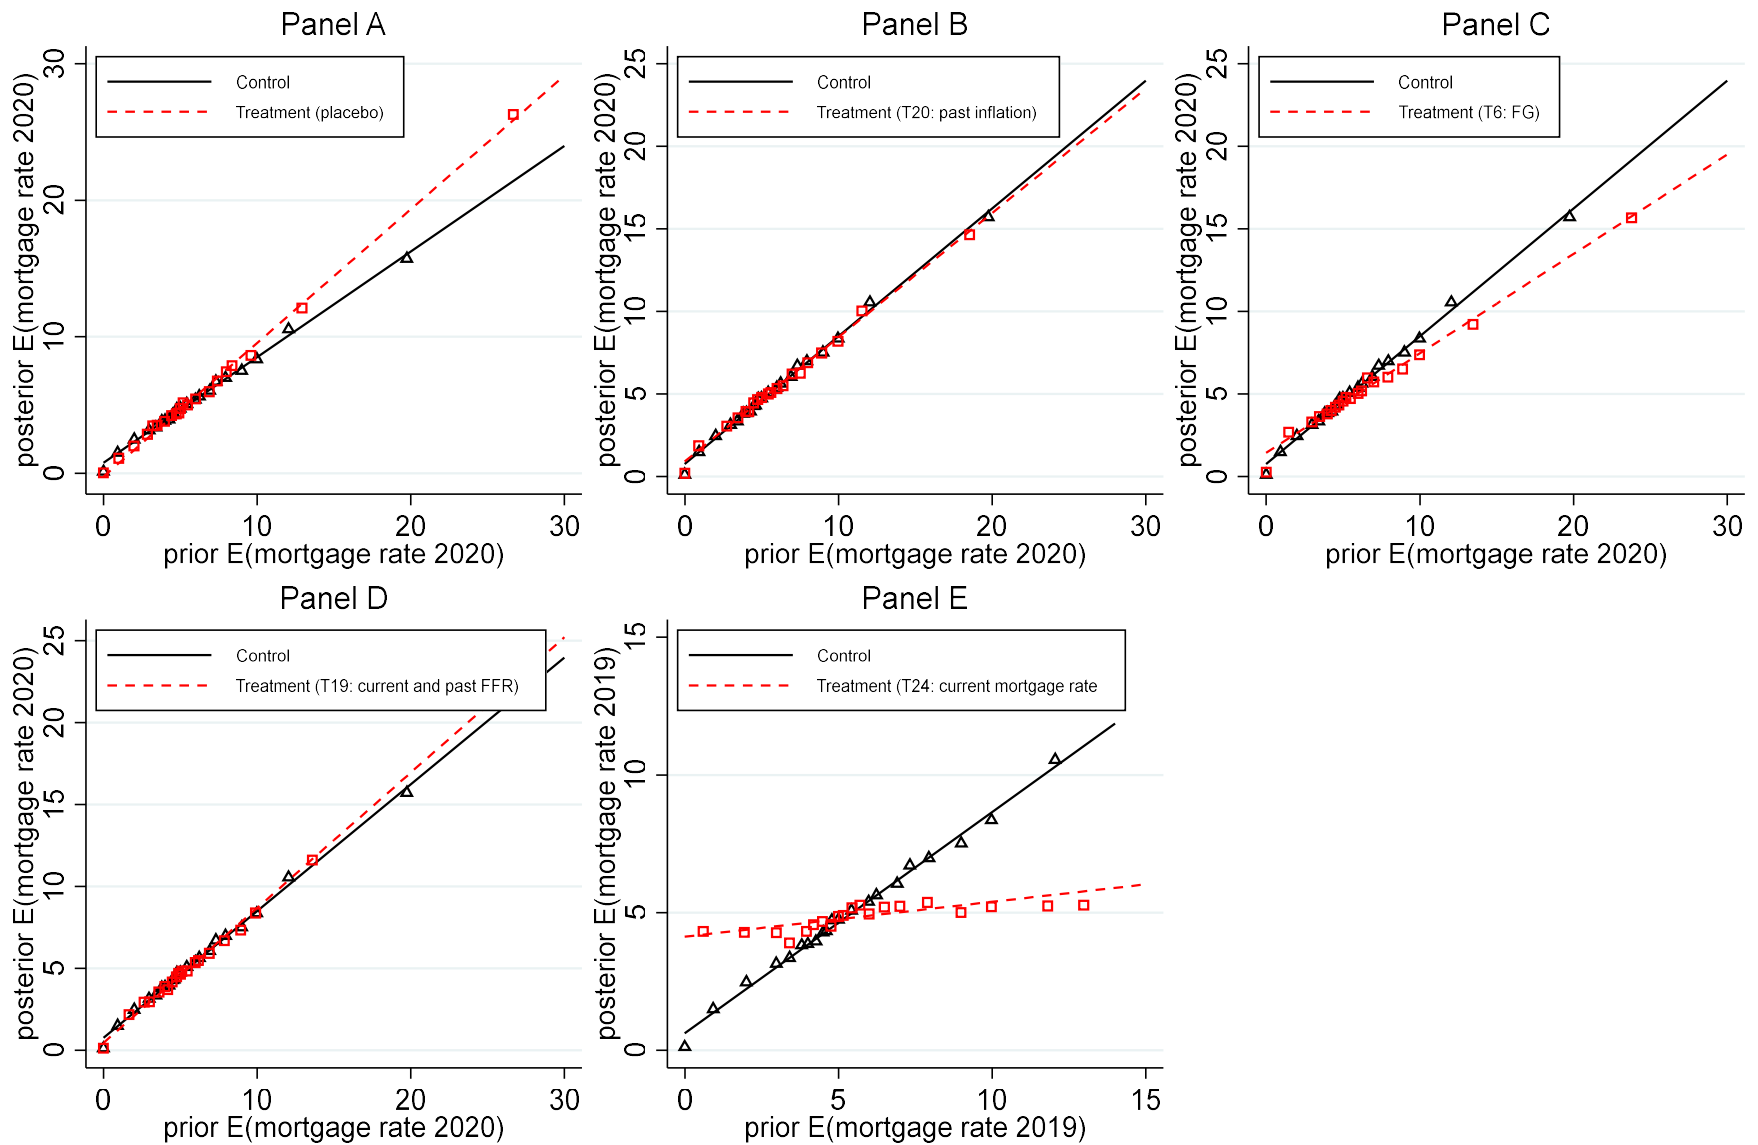 Panel A
Control
Treatment (placebo)
posterior E(mortgage rate 2020)
0 10 20 30
0 10 20 30
prior E(mortgage rate 2020)
Panel B
Control
Treatment (T20: past inflation)
posterior E(mortgage rate 2020)
0 5 10 15 20 25
0 10 20 30
prior E(mortgage rate 2020)
Panel C
Control
Treatment (T6: FG)
posterior E(mortgage rate 2020)
0 5 10 15 20 25
0 10 20 30
prior E(mortgage rate 2020)
Panel D
Control
Treatment (T19: current and past FFR)
posterior E(mortgage rate 2020)
0 5 10 15 20 25
0 10 20 30
prior E(mortgage rate 2020)
Panel E
Control
Treatment (T24: current mortgage rate
posterior E(mortgage rate 2019)
0 5 10 15
0 5 10 15
prior E(mortgage rate 2019)